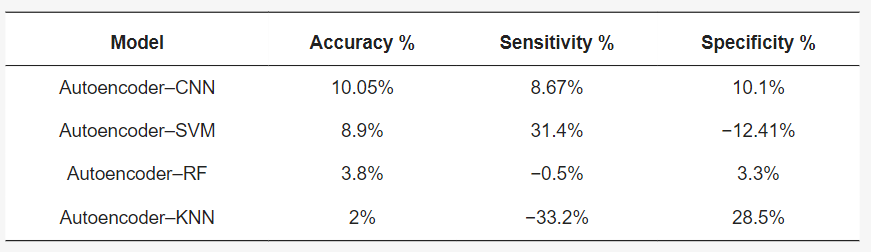 Model Accuracy % Sensitivity % Specificity %
Autoencoder–CNN 10.05% 8.67% 10.1%
Autoencoder–SVM 8.9% 31.4% −12.41%
Autoencoder–RF 3.8% −0.5% 3.3%
Autoencoder–KNN 2% −33.2% 28.5%